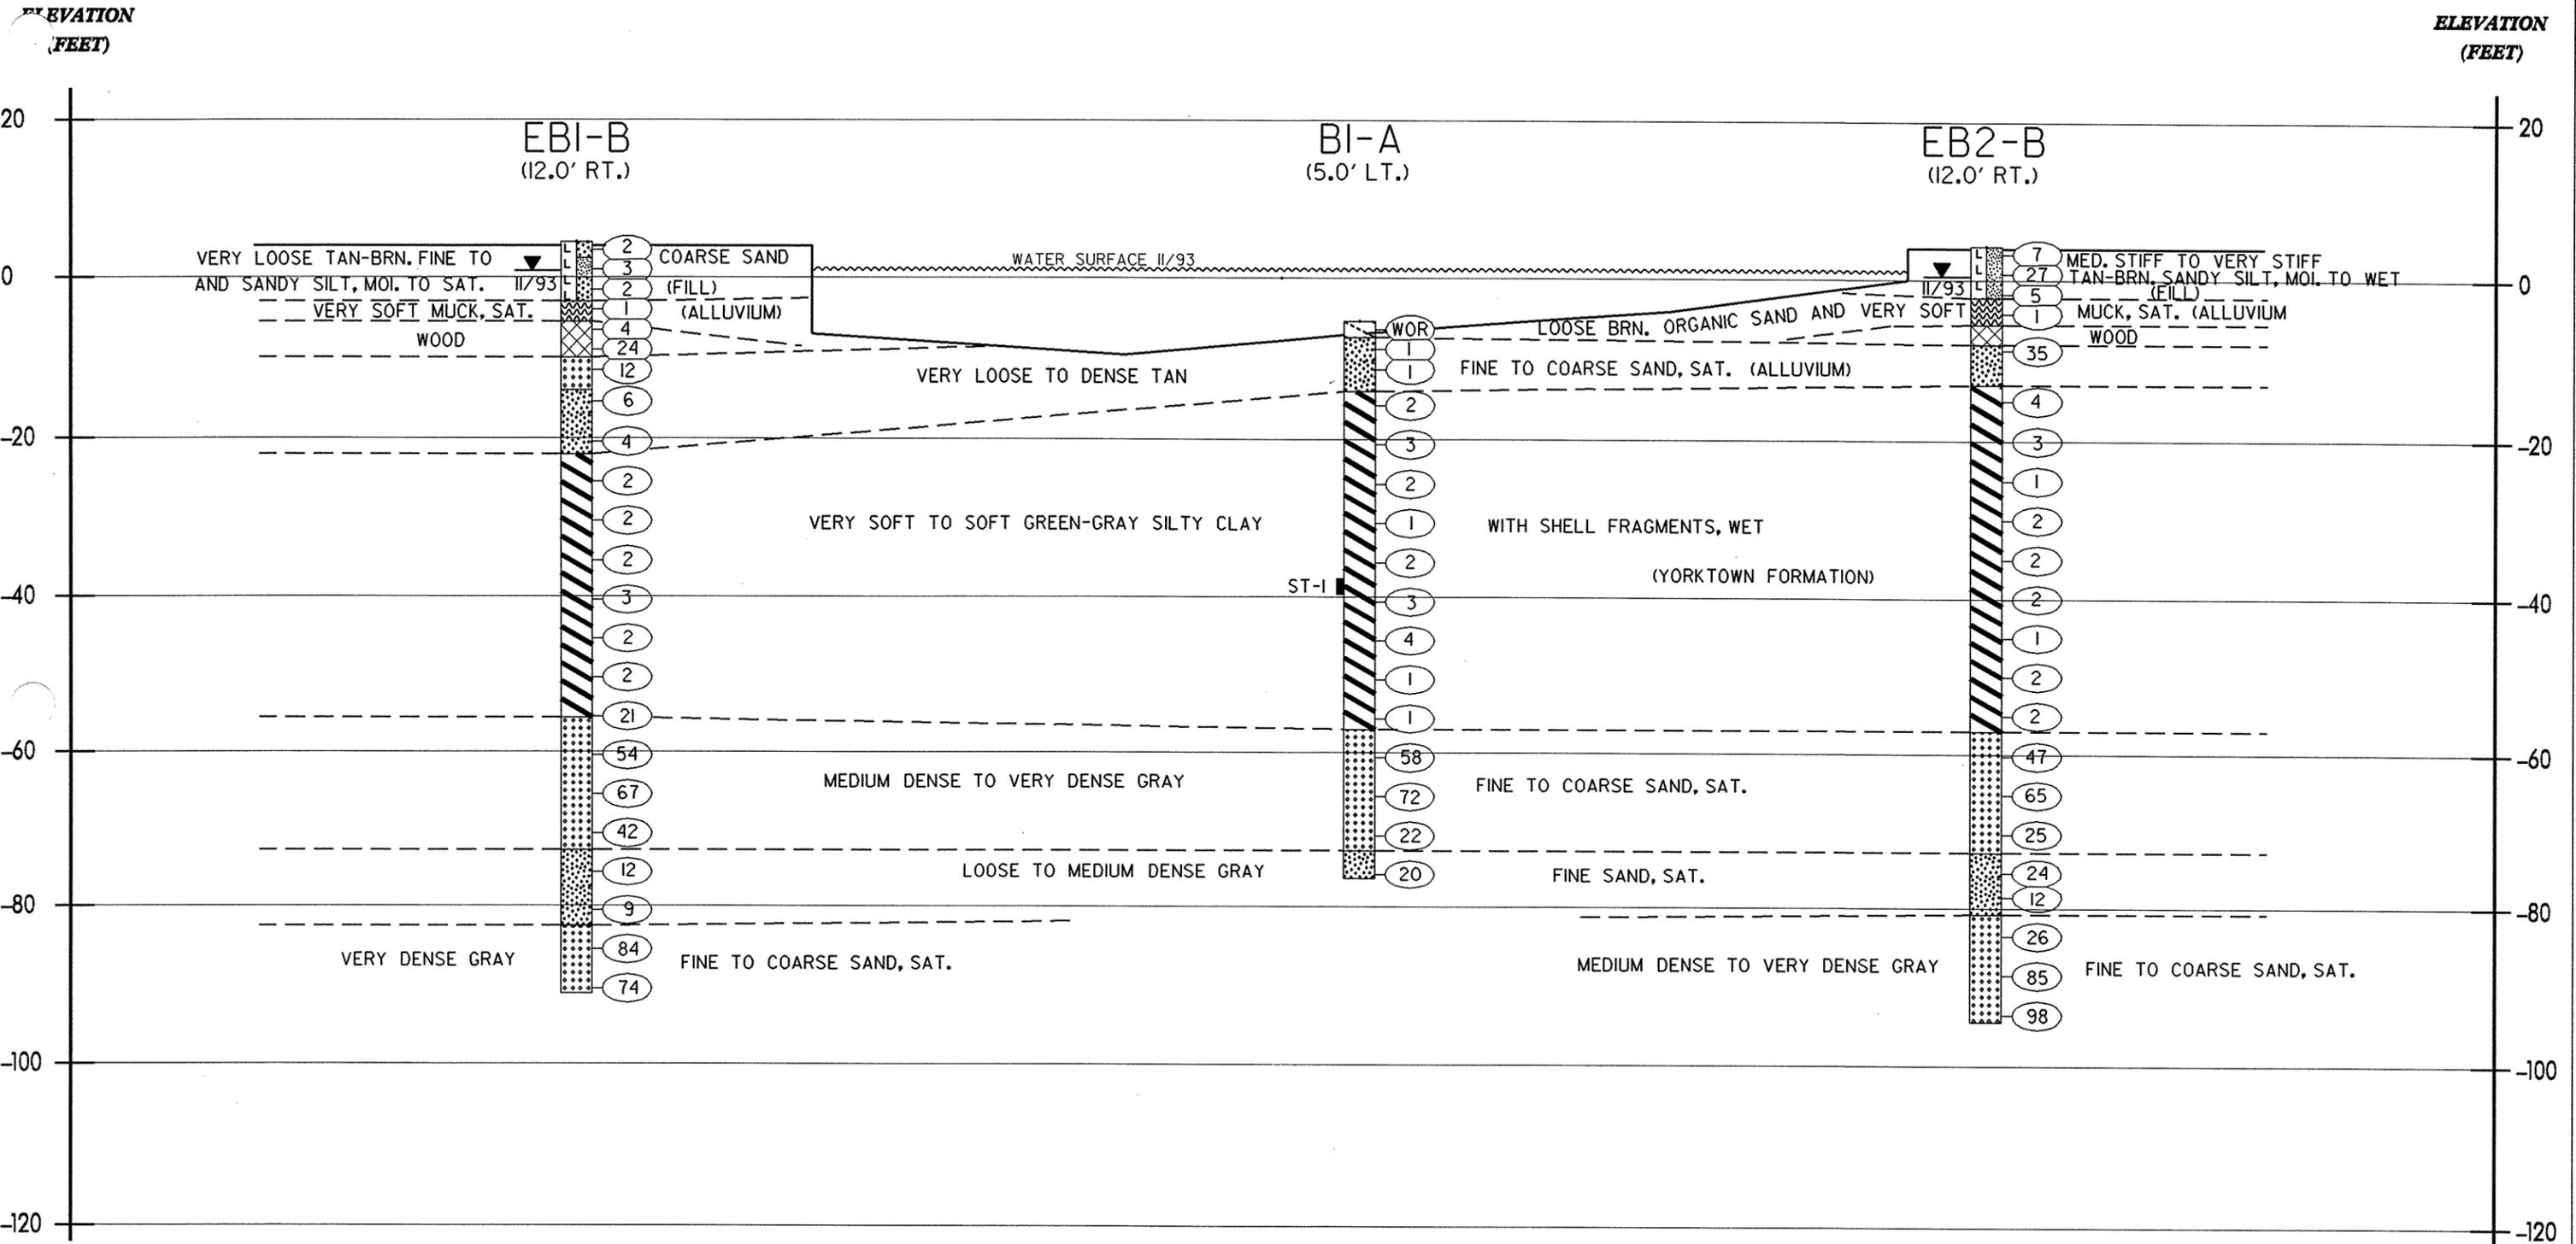 ELEVATION
(FEET)
ELEVATION
(FEET)
20
20
EB1-B
(12.0' RT.)
B1-A
(5.0' LT.)
EB2-B
(12.0' RT.)
VERY LOOSE TAN-BRN. FINE TO
L
2
COARSE SAND
WATER SURFACE 11/93
L
7
MED. STIFF TO VERY STIFF
0
L
3
L
27
TAN-BRN. SANDY SILT, MOI. TO WET
0
AND SANDY SILT, MOI. TO SAT.
11/93
L
2
(FILL)
11/93
L
5
(FILL)
VERY SOFT MUCK, SAT.
1
(ALLUVIUM)
WOR
LOOSE BRN. ORGANIC SAND AND VERY SOFT
1
MUCK, SAT. (ALLUVIUM
WOOD
4
WOOD
24
1
35
12
VERY LOOSE TO DENSE TAN
1
FINE TO COARSE SAND, SAT. (ALLUVIUM)
6
2
4
-20
4
3
3
-20
2
2
1
2
VERY SOFT TO SOFT GREEN-GRAY SILTY CLAY
1
WITH SHELL FRAGMENTS, WET
2
2
2
2
ST-1
(YORKTOWN FORMATION)
-40
3
3
2
-40
2
4
1
2
1
2
21
1
2
-60
54
58
47
-60
67
MEDIUM DENSE TO VERY DENSE GRAY
72
FINE TO COARSE SAND, SAT.
65
42
22
25
12
LOOSE TO MEDIUM DENSE GRAY
20
FINE SAND, SAT.
24
-80
9
12
-80
84
26
VERY DENSE GRAY
FINE TO COARSE SAND, SAT.
MEDIUM DENSE TO VERY DENSE GRAY
85
FINE TO COARSE SAND, SAT.
74
98
-100
-100
-120
-120